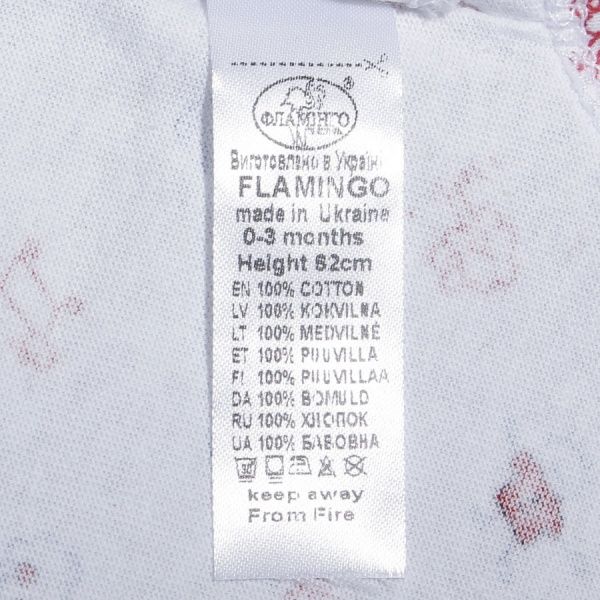 ®
ФЛАМІНГО
Виготовлено в Україні
FLAMINGO
made in Ukraine
0-3 months
Height 62cm
EN 100% COTTON
LV 100% KOKVILNA
LT 100% MEDVILNĖ
ET 100% PUUVILLA
FI 100% PUUVILLAA
DA 100% BOMULD
RU 100% ХЛОПОК
UA 100% БАВОВНА
30
keep away
From Fire